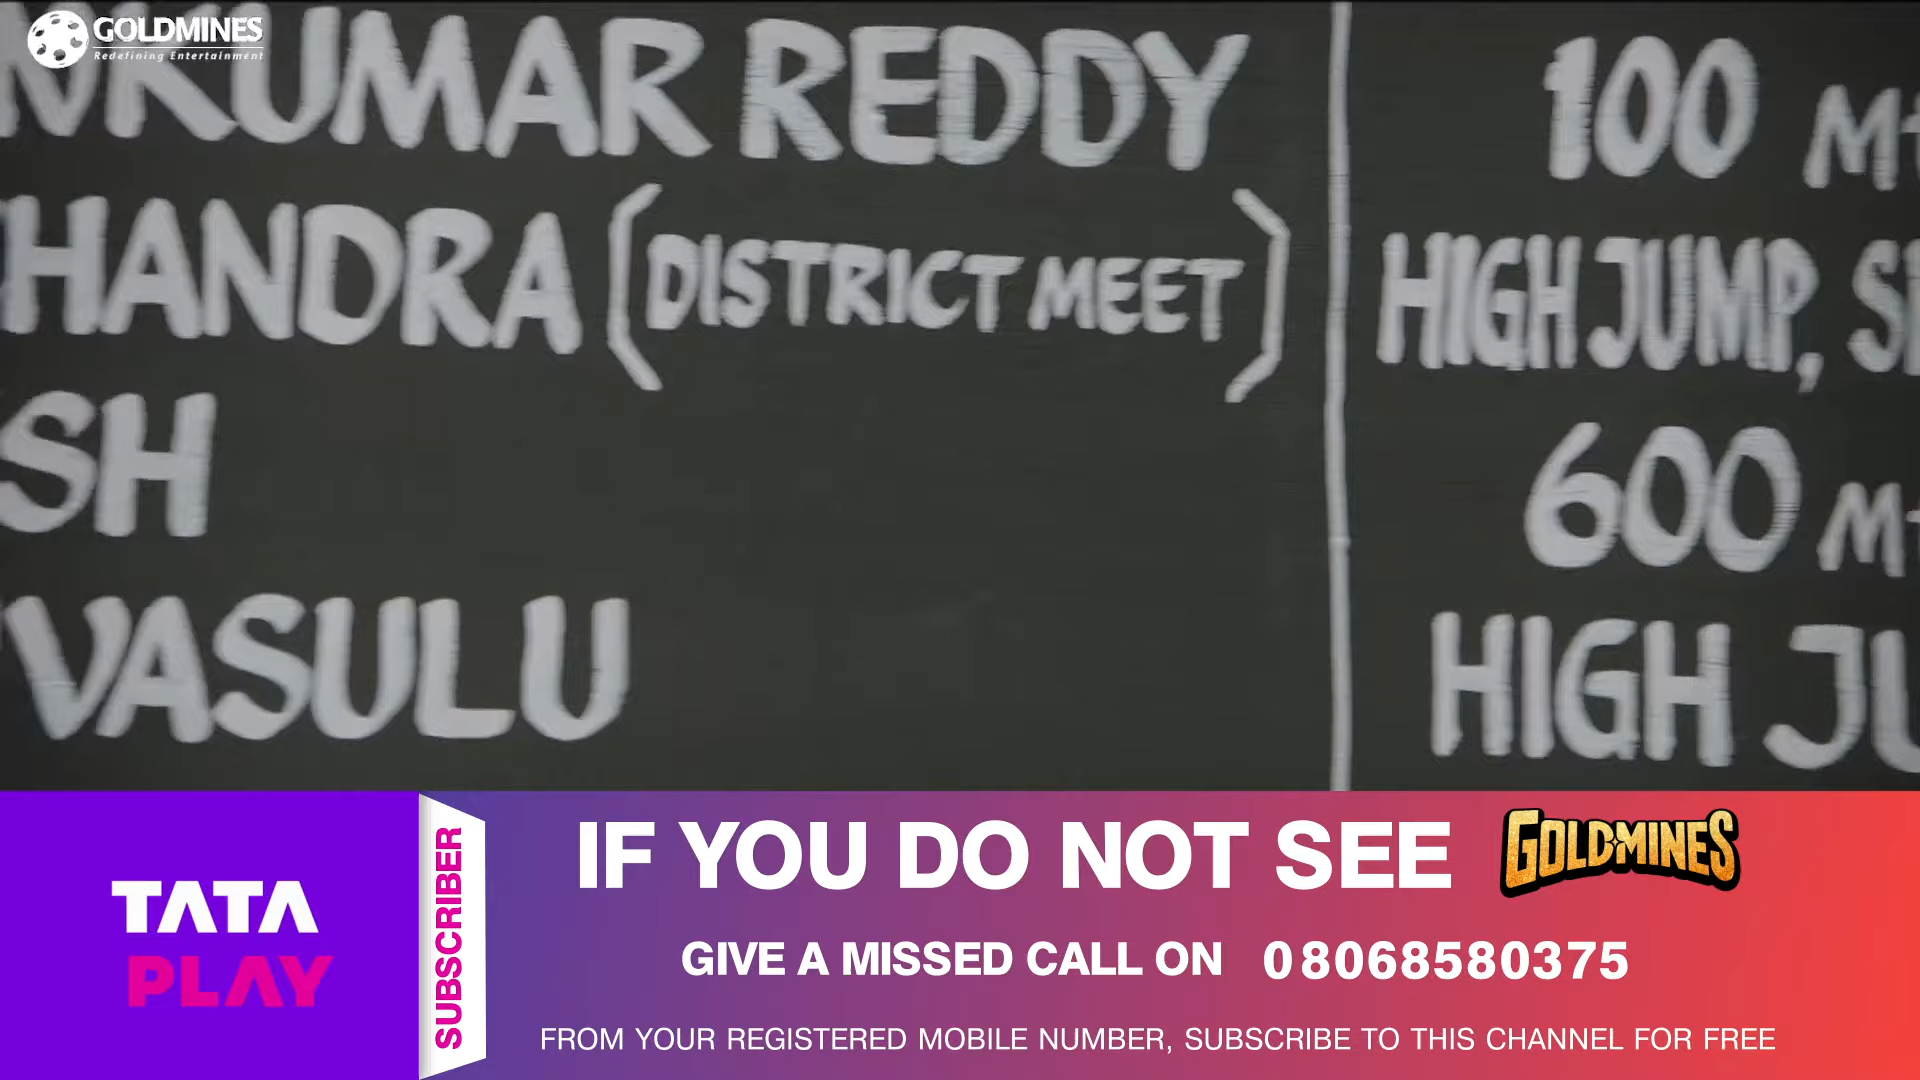 GOLDMINES
Redefining Entertainment
KUMAR REDDY 100
HANDRA (DISTRICT MEET) HIGH JUMP,
SH 600
VASULU HIGH
TATA
PLAY
SUBSCRIBER
IF YOU DO NOT SEE GOLDMINES
GIVE A MISSED CALL ON 08068580375
FROM YOUR REGISTERED MOBILE NUMBER, SUBSCRIBE TO THIS CHANNEL FOR FREE